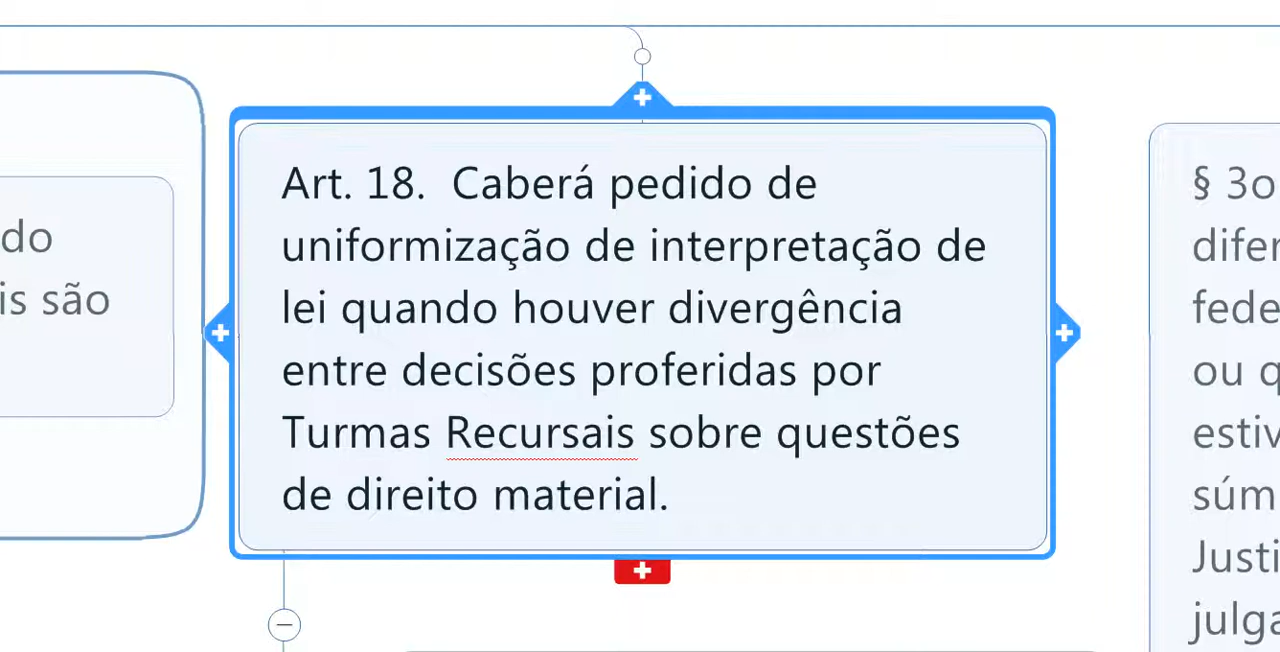 do
is são
Art. 18.  Caberá pedido de
uniformização de interpretação de
lei quando houver divergência
entre decisões proferidas por
Turmas Recursais sobre questões
de direito material.
§ 3o
difer
fede
ou q
estiv
súm
Justi
julga